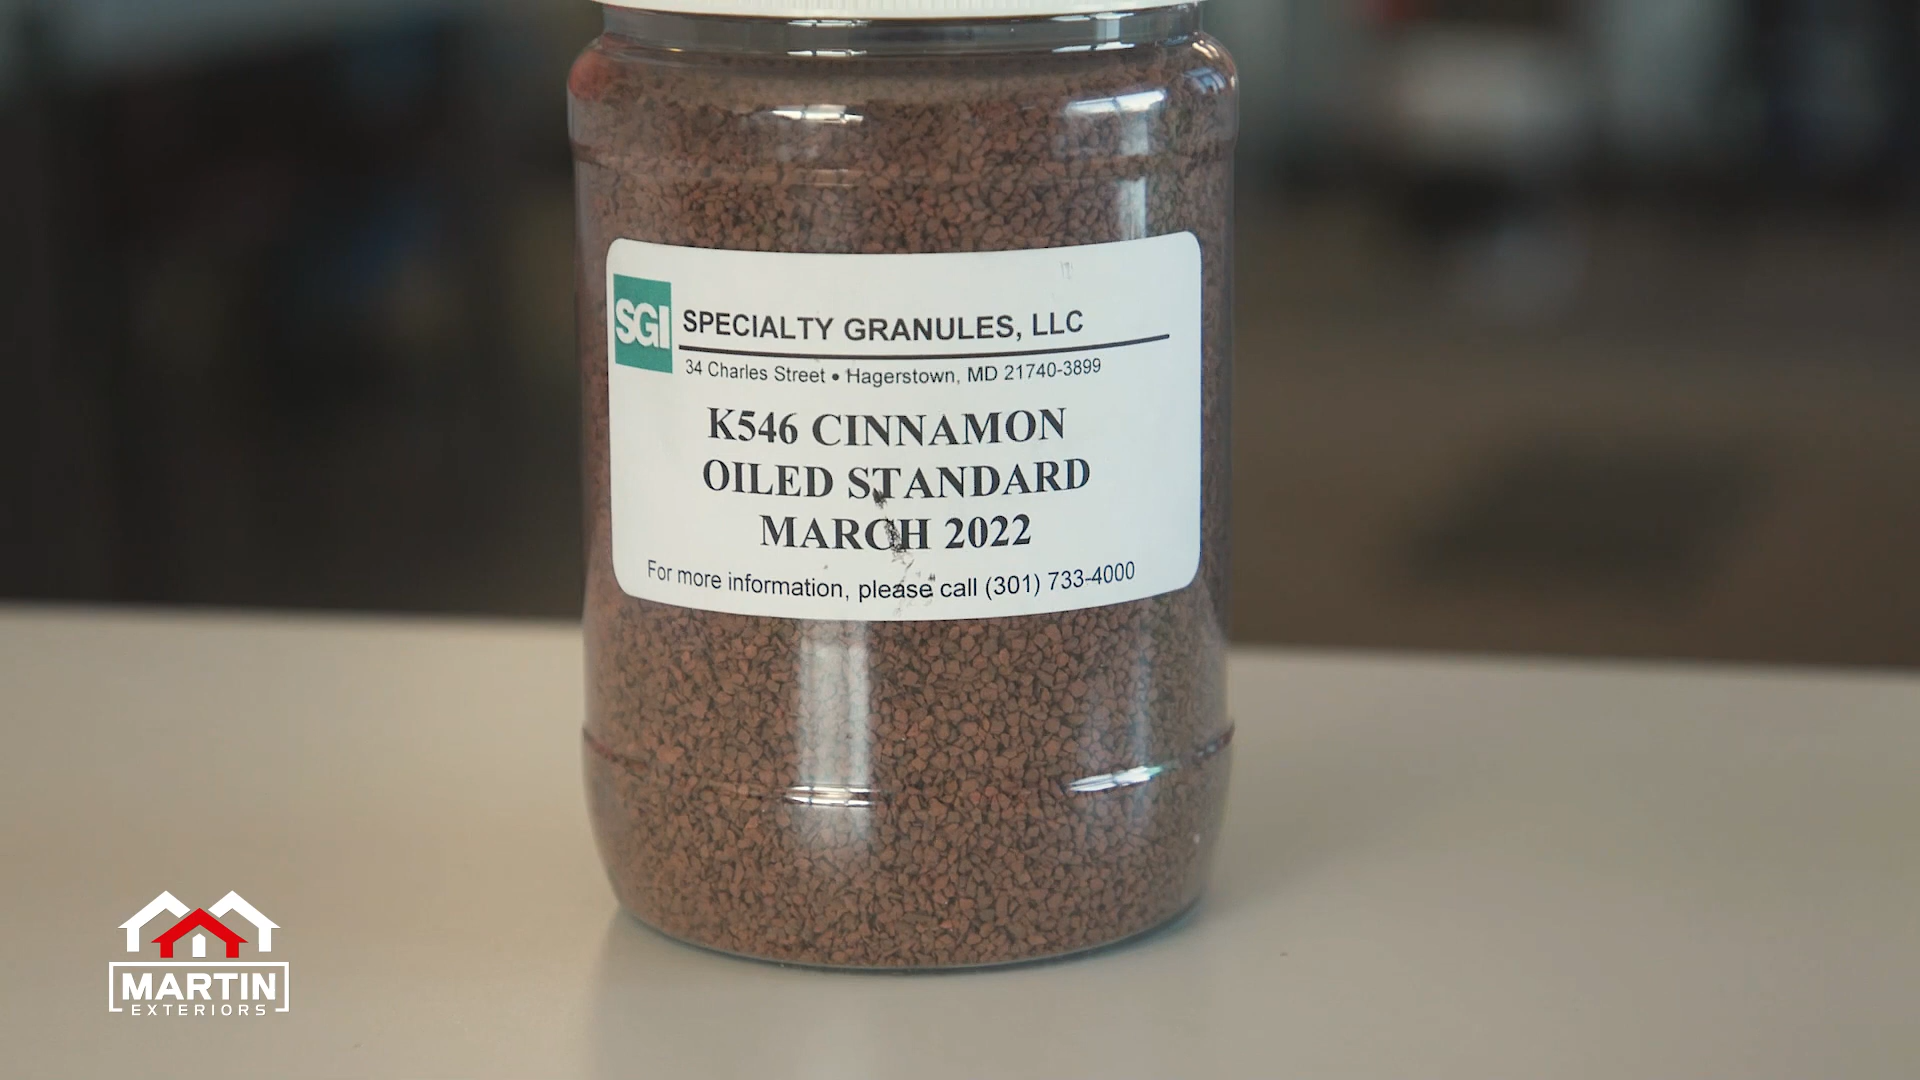 SGI
SPECIALTY GRANULES, LLC
34 Charles Street • Hagerstown, MD 21740-3899
K546 CINNAMON
OILED STANDARD
MARCH 2022
For more information, please call (301) 733-4000
MARTIN
EXTERIORS